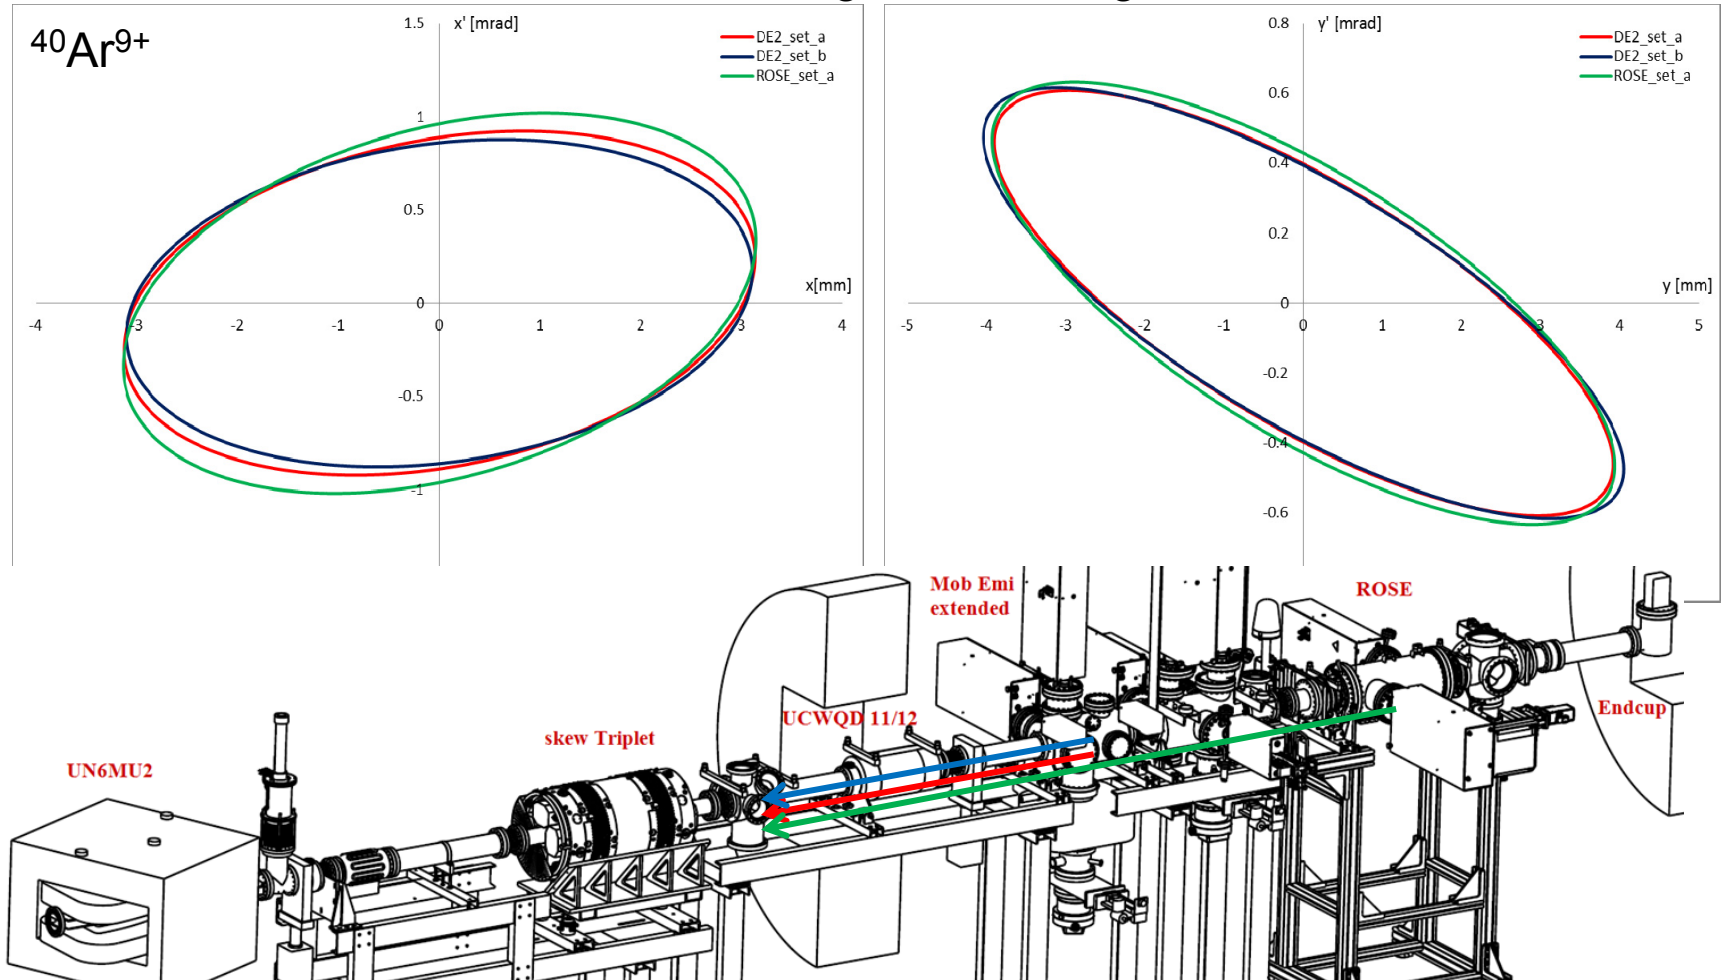 40Ar9+
1.5
x' [mrad]
DE2_set_a
DE2_set_b
ROSE_set_a
1
0.5
x[mm]
0
-4
-3
-2
-1
0
1
2
3
4
-0.5
-1
0.8
y' [mrad]
DE2_set_a
DE2_set_b
ROSE_set_a
0.6
0.4
0.2
y [mm]
0
-5
-4
-3
-2
-1
0
1
2
3
4
5
-0.2
-0.4
-0.6
Mob Emi
extended
ROSE
UCWQD 11/12
Endcup
skew Triplet
UN6MU2